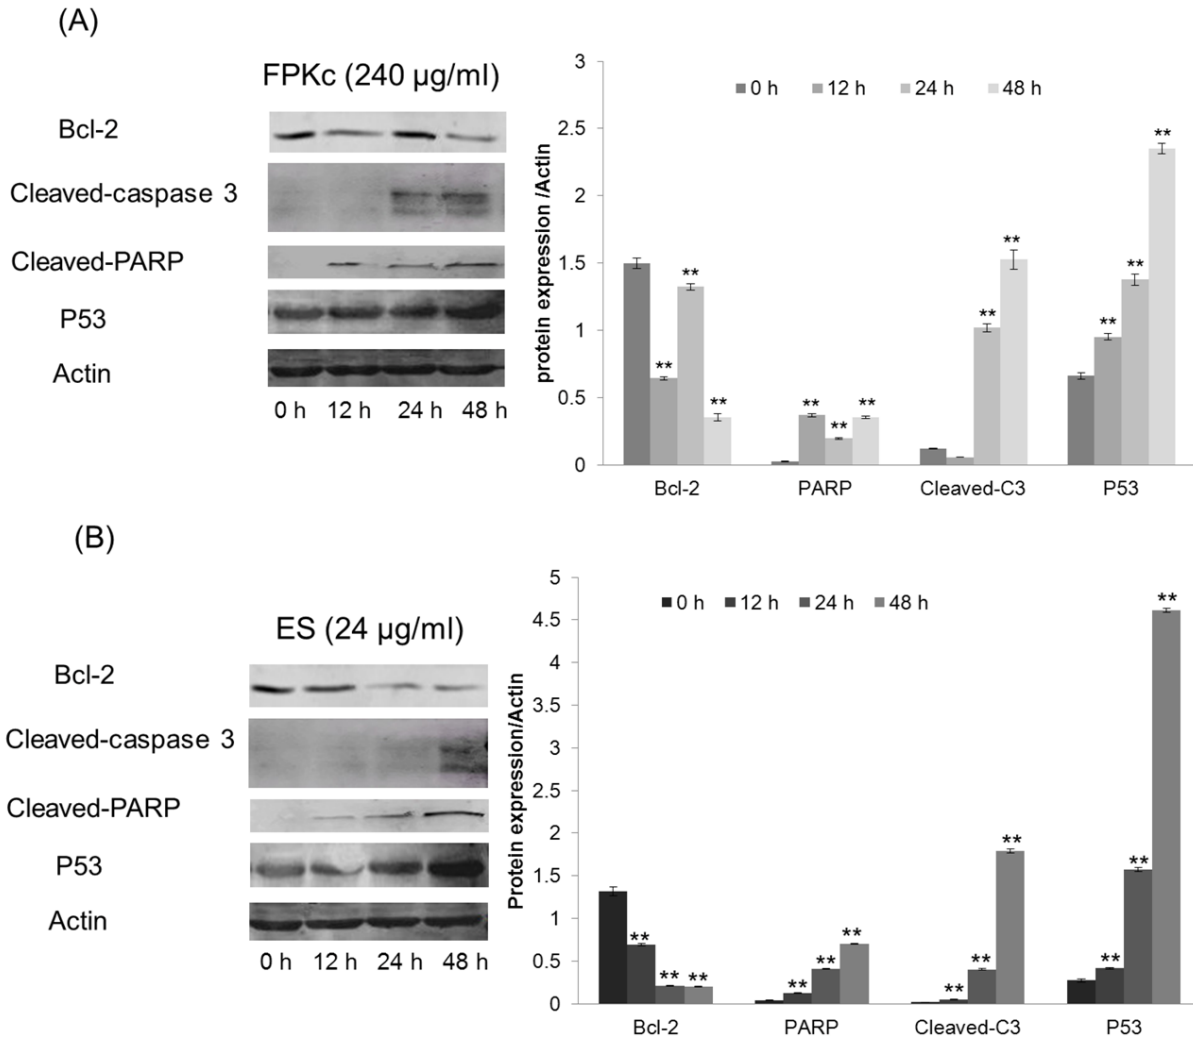 (A)
FPKc (240 µg/ml)
Bcl-2
Cleaved-caspase 3
Cleaved-PARP
P53
Actin
0 h 12 h 24 h 48 h
protein expression /Actin
3
2.5
2
1.5
1
0.5
0
0 h 12 h 24 h 48 h
**
**
**
**
**
**
**
**
**
**
**
Bcl-2 PARP Cleaved-C3 P53
(B)
ES (24 µg/ml)
Bcl-2
Cleaved-caspase 3
Cleaved-PARP
P53
Actin
0 h 12 h 24 h 48 h
Protein expression/Actin
5
4.5
4
3.5
3
2.5
2
1.5
1
0.5
0
0 h 12 h 24 h 48 h
**
**
**
**
**
**
**
**
**
**
**
**
Bcl-2 PARP Cleaved-C3 P53